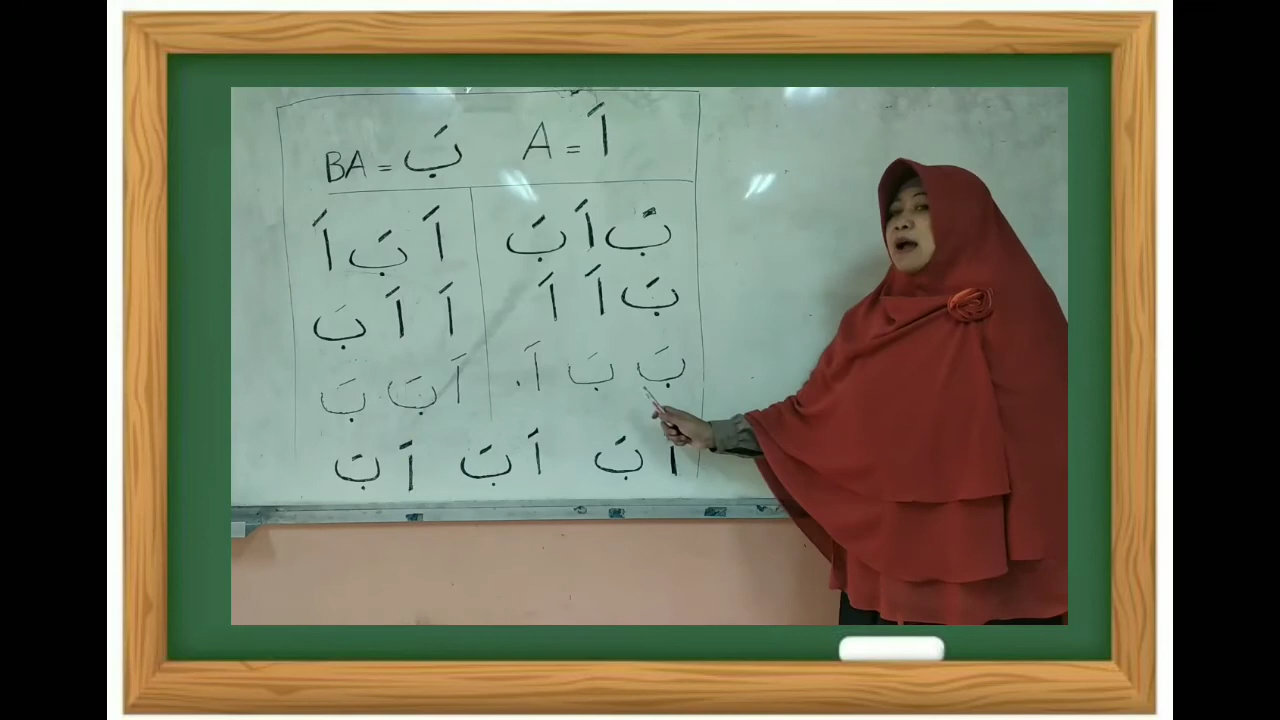 اَ = A
بَ = BA
بَ اَ بَ
بَ اَ اَ
بَ بَ اَ
اَ بَ اَ
اَ اَ بَ
اَ بَ بَ
اَ بَ اَ بَ اَ بَ